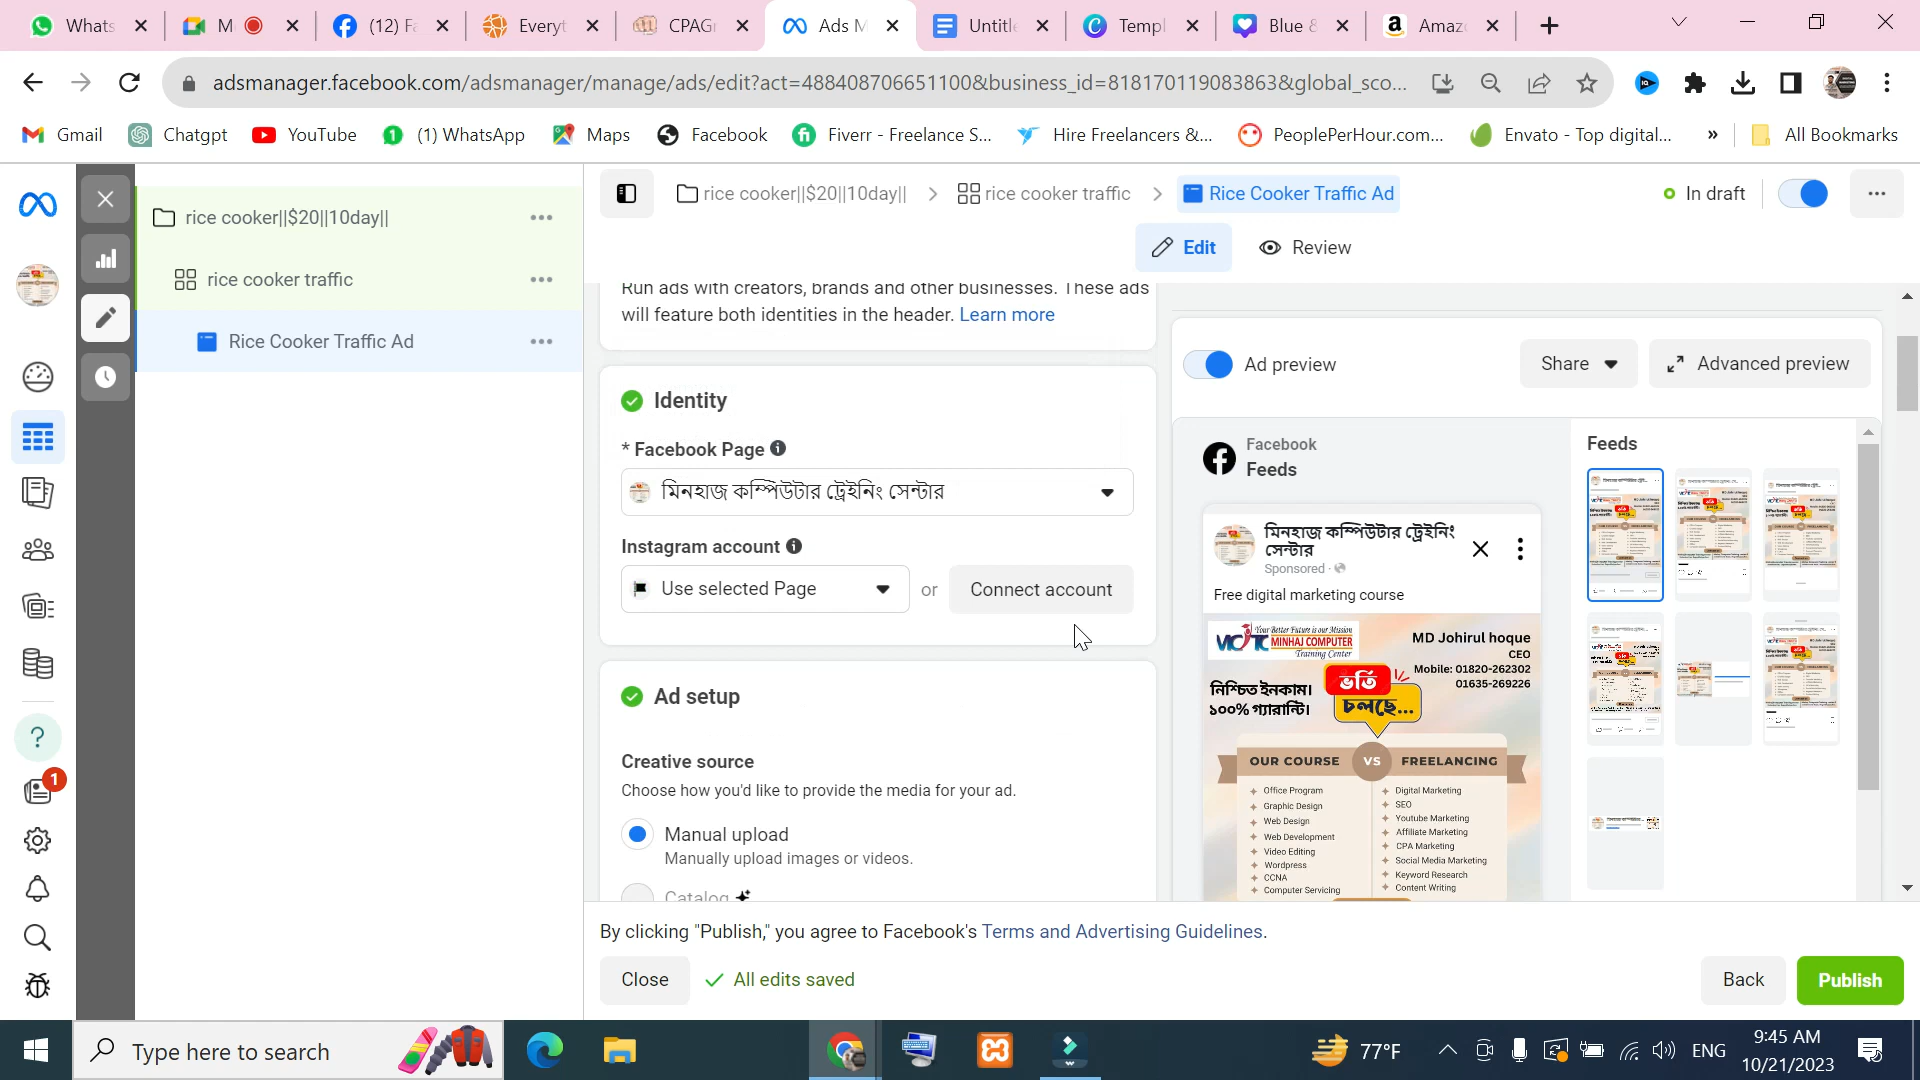 Whats
M
(12) Fa
Everyt
CPAGr
Ads M
Untitle
Templ
Blue &
Amaz
adsmanager.facebook.com/adsmanager/manage/ads/edit?act=488408706651100&business_id=818170119083863&global_sco...
Gmail
Chatgpt
YouTube
(1) WhatsApp
Maps
Facebook
Fiverr - Freelance S...
Hire Freelancers &...
PeoplePerHour.com...
Envato - Top digital...
»
All Bookmarks
rice cooker||$20||10day||
rice cooker traffic
Rice Cooker Traffic Ad
rice cooker||$20||10day||
rice cooker traffic
Rice Cooker Traffic Ad
In draft
Edit
Review
Run ads with creators, brands and other businesses. These ads
will feature both identities in the header. Learn more
Identity
* Facebook Page
মিনহাজ কম্পিউটার ট্রেইনিং সেন্টার
Instagram account
Use selected Page
or
Connect account
Ad setup
Creative source
Choose how you'd like to provide the media for your ad.
Manual upload
Manually upload images or videos.
Catalog
Ad preview
Share
Advanced preview
Facebook
Feeds
Feeds
মিনহাজ কম্পিউটার ট্রেইনিং
সেন্টার
Sponsored ·
Free digital marketing course
Your Better Future is our Mission
MINHAJ COMPUTER
Training Center
MD Johirul hoque
CEO
Mobile: 01820-262302
01635-269226
নিশ্চিত ইনকাম।
১০০% গ্যারান্টি।
ভর্তি
চলছে...
OUR COURSE
VS
FREELANCING
Office Program
Graphic Design
Web Design
Web Development
Video Editing
Wordpress
CCNA
Computer Servicing
Digital Marketing
SEO
Youtube Marketing
Affiliate Marketing
CPA Marketing
Social Media Marketing
Keyword Research
Content Writing
By clicking "Publish," you agree to Facebook's Terms and Advertising Guidelines.
Close
All edits saved
Back
Publish
1
Type here to search
77°F
ENG
9:45 AM
10/21/2023